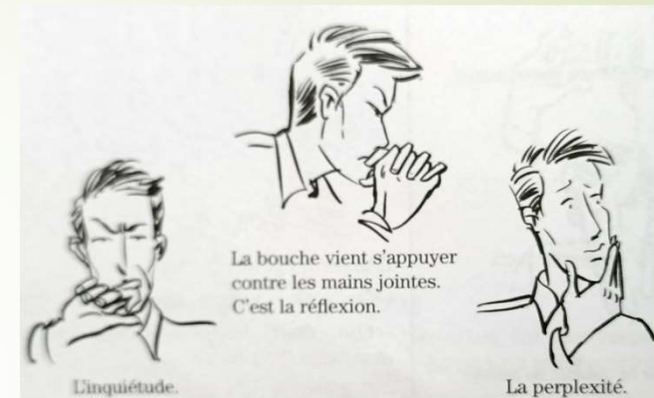 La bouche vient s'appuyer
contre les mains jointes.
C'est la réflexion.
L'inquiétude.
La perplexité.